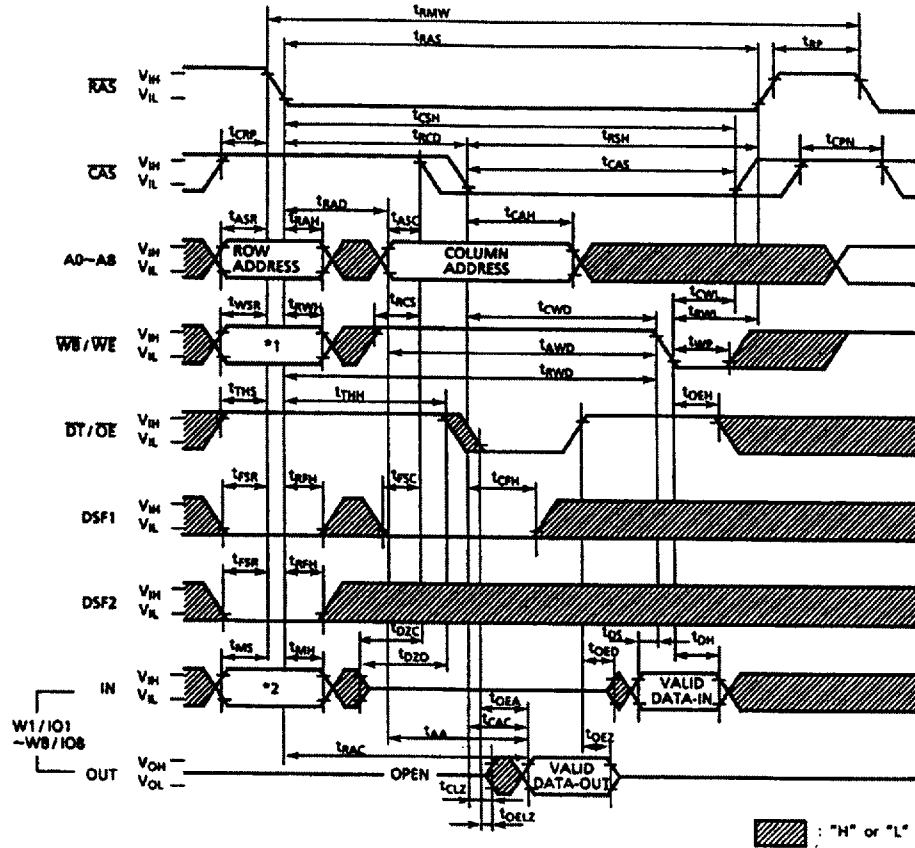 tRMW
tRAS
tRP
RAS
VIH
VIL
tCSH
tCRP
tRCD
tRSH
tCPN
CAS
VIH
VIL
tCAS
tRAD
tASR
tRAH
tASC
tCAH
A0~A8
VIH
VIL
ROW
ADDRESS
COLUMN
ADDRESS
tCWL
tWSR
tRWH
tRCS
tCWD
tRWL
WB/WE
VIH
VIL
*1
tAWD
tWP
tRWD
tTHS
tTHH
tOEH
DT/OE
VIH
VIL
tFSR
tRFH
tFSC
tCFH
DSF1
VIH
VIL
tFSR
tRFH
DSF2
VIH
VIL
tDZC
tDS
tDH
tMS
tMH
tDZO
tOED
IN
VIH
VIL
*2
VALID
DATA-IN
W1/IO1
~W8/IO8
tOEA
tCAC
tAA
tOEZ
tRAC
OUT
VOH
VOL
OPEN
VALID
DATA-OUT
tCLZ
tOELZ
: "H" or "L"